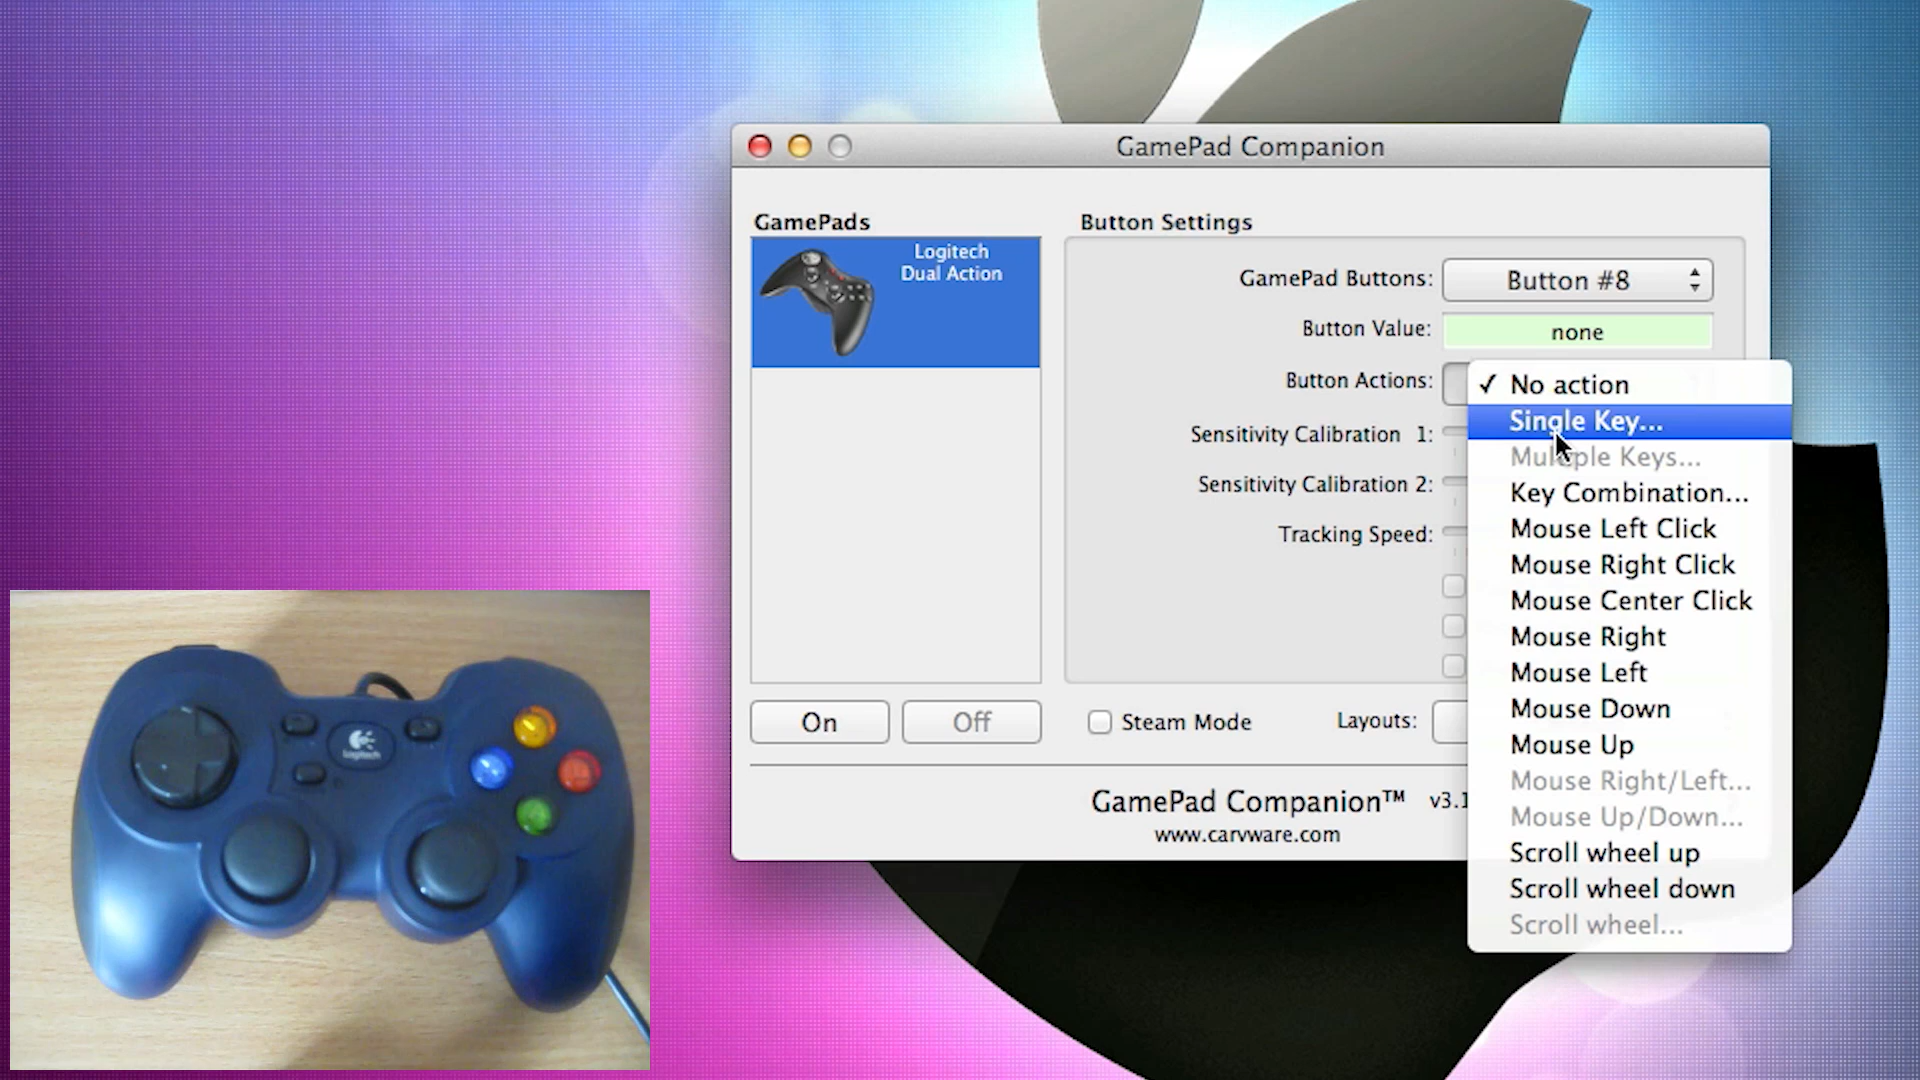 GamePad Companion
GamePads
Button Settings
Logitech
Dual Action
GamePad Buttons:
Button #8
Button Value:
none
Button Actions:
✓ No action
Single Key...
Multiple Keys...
Key Combination...
Mouse Left Click
Mouse Right Click
Mouse Center Click
Mouse Right
Mouse Left
Mouse Down
Mouse Up
Mouse Right/Left...
Mouse Up/Down...
Scroll wheel up
Scroll wheel down
Scroll wheel...
Sensitivity Calibration 1:
Sensitivity Calibration 2:
Tracking Speed:
On
Off
Steam Mode
Layouts:
GamePad Companion™ v3.1
www.carvware.com
Logitech